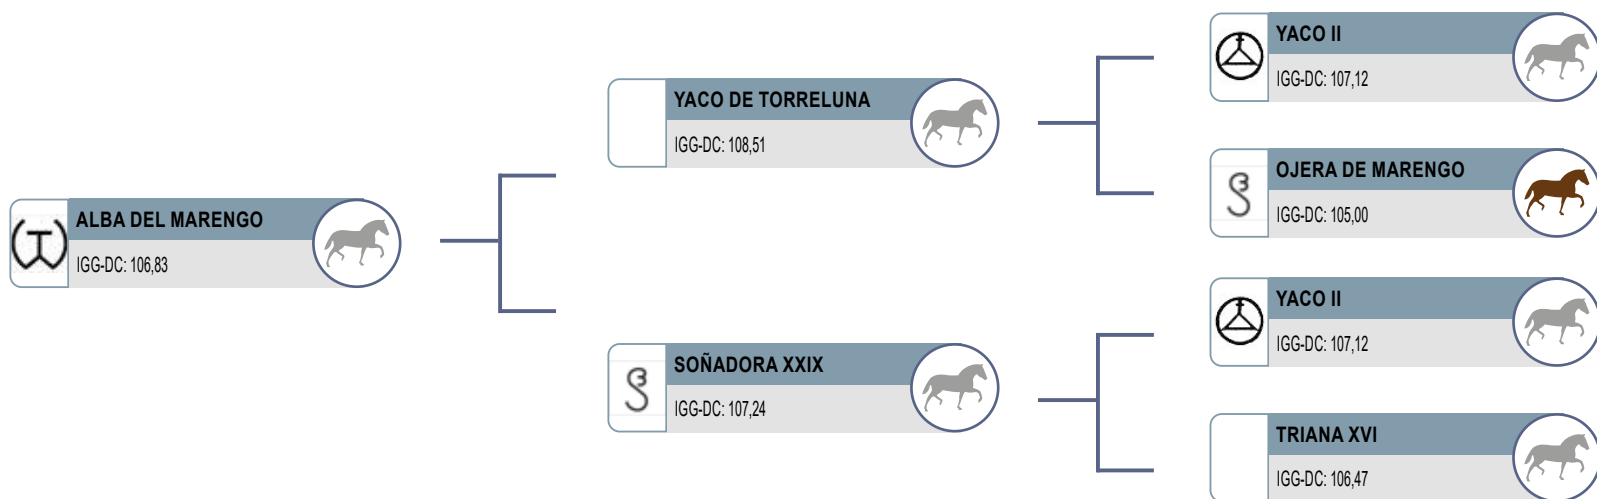 ALBA DEL MARENGO
IGG-DC: 106,83
YACO DE TORRELUNA
IGG-DC: 108,51
SOÑADORA XXIX
IGG-DC: 107,24
YACO II
IGG-DC: 107,12
OJERA DE MARENGO
IGG-DC: 105,00
YACO II
IGG-DC: 107,12
TRIANA XVI
IGG-DC: 106,47